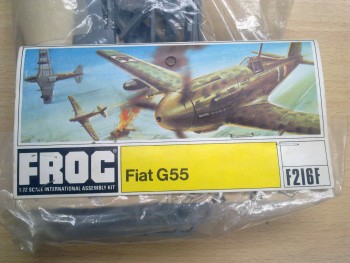 FROG
1:72 SCALE INTERNATIONAL ASSEMBLY KIT
Fiat G55
F216F